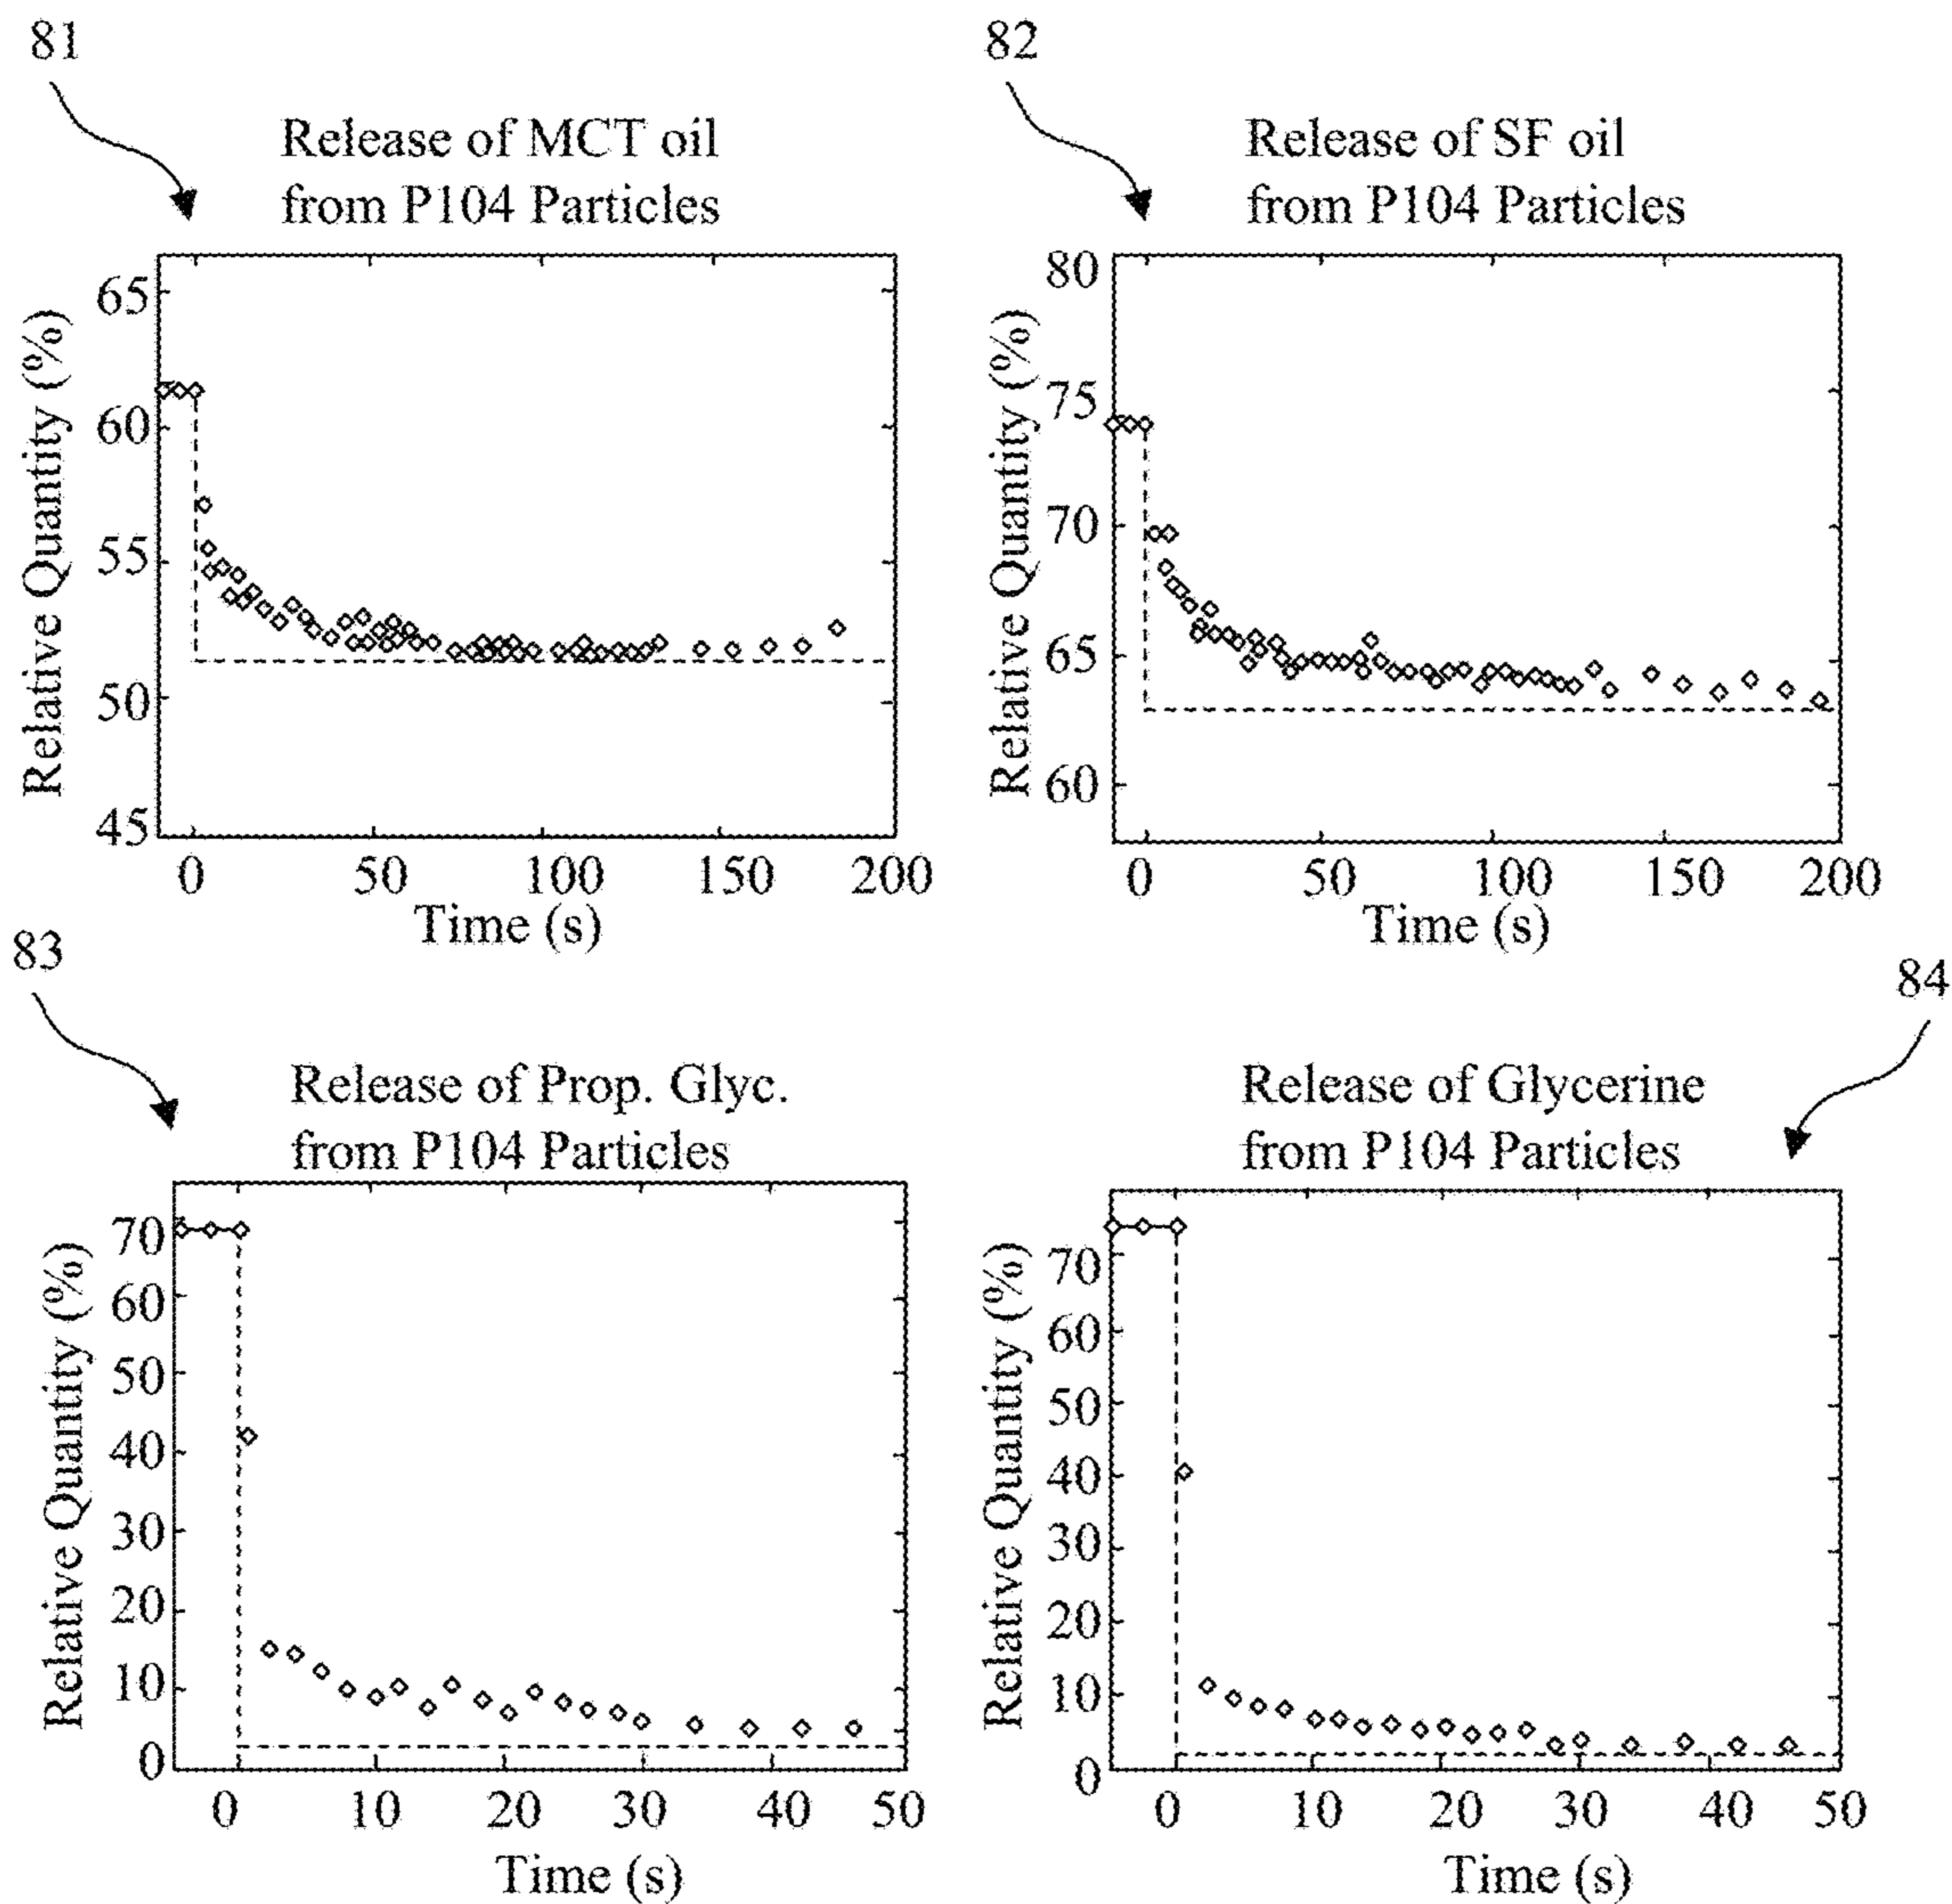 81
82
Release of MCT oil
from P104 Particles
Release of SF oil
from P104 Particles
Relative Quantity (%)
65
60
55
50
45
0 50 100 150 200
Time (s)
Relative Quantity (%)
80
75
70
65
60
0 50 100 150 200
Time (s)
83
84
Release of Prop. Glyc.
from P104 Particles
Release of Glycerine
from P104 Particles
Relative Quantity (%)
70
60
50
40
30
20
10
0
0 10 20 30 40 50
Time (s)
Relative Quantity (%)
70
60
50
40
30
20
10
0
0 10 20 30 40 50
Time (s)